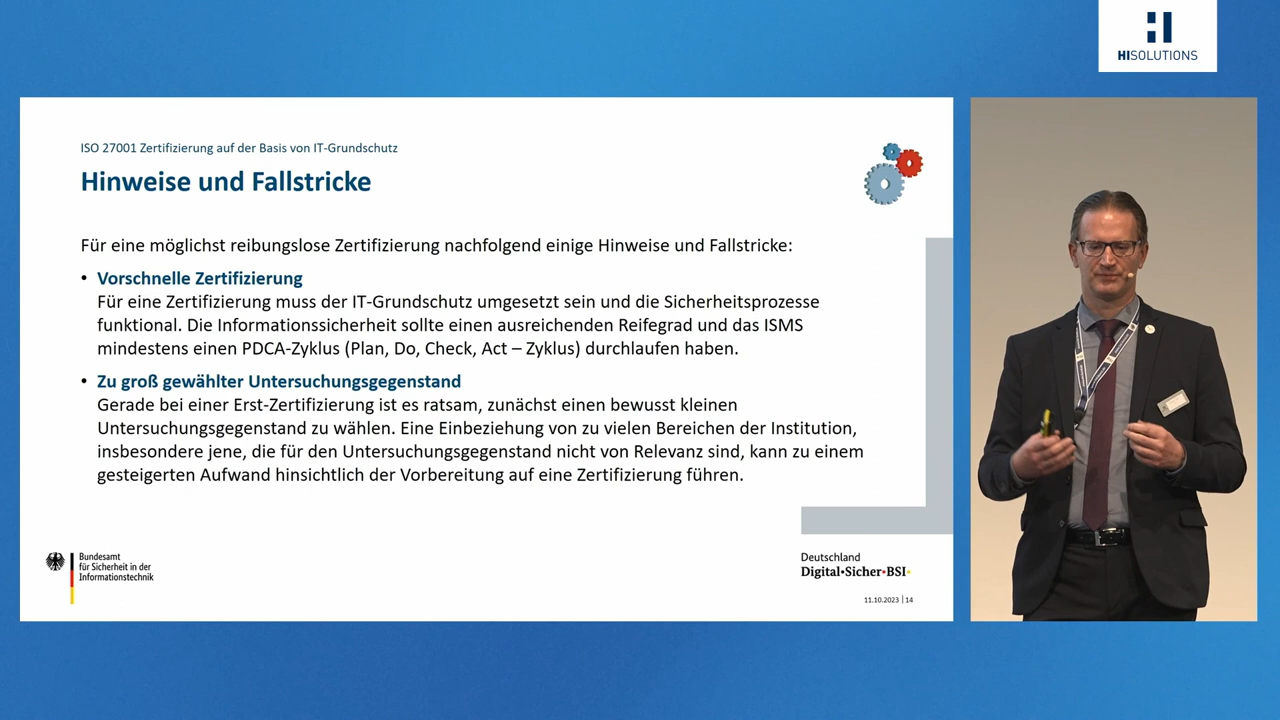 HISOLUTIONS
ISO 27001 Zertifizierung auf der Basis von IT-Grundschutz
Hinweise und Fallstricke
Für eine möglichst reibungslose Zertifizierung nachfolgend einige Hinweise und Fallstricke:
• Vorschnelle Zertifizierung
Für eine Zertifizierung muss der IT-Grundschutz umgesetzt sein und die Sicherheitsprozesse
funktional. Die Informationssicherheit sollte einen ausreichenden Reifegrad und das ISMS
mindestens einen PDCA-Zyklus (Plan, Do, Check, Act – Zyklus) durchlaufen haben.
• Zu groß gewählter Untersuchungsgegenstand
Gerade bei einer Erst-Zertifizierung ist es ratsam, zunächst einen bewusst kleinen
Untersuchungsgegenstand zu wählen. Eine Einbeziehung von zu vielen Bereichen der Institution,
insbesondere jene, die für den Untersuchungsgegenstand nicht von Relevanz sind, kann zu einem
gesteigerten Aufwand hinsichtlich der Vorbereitung auf eine Zertifizierung führen.
Bundesamt
für Sicherheit in der
Informationstechnik
Deutschland
Digital•Sicher•BSI•
11.10.2023 | 14